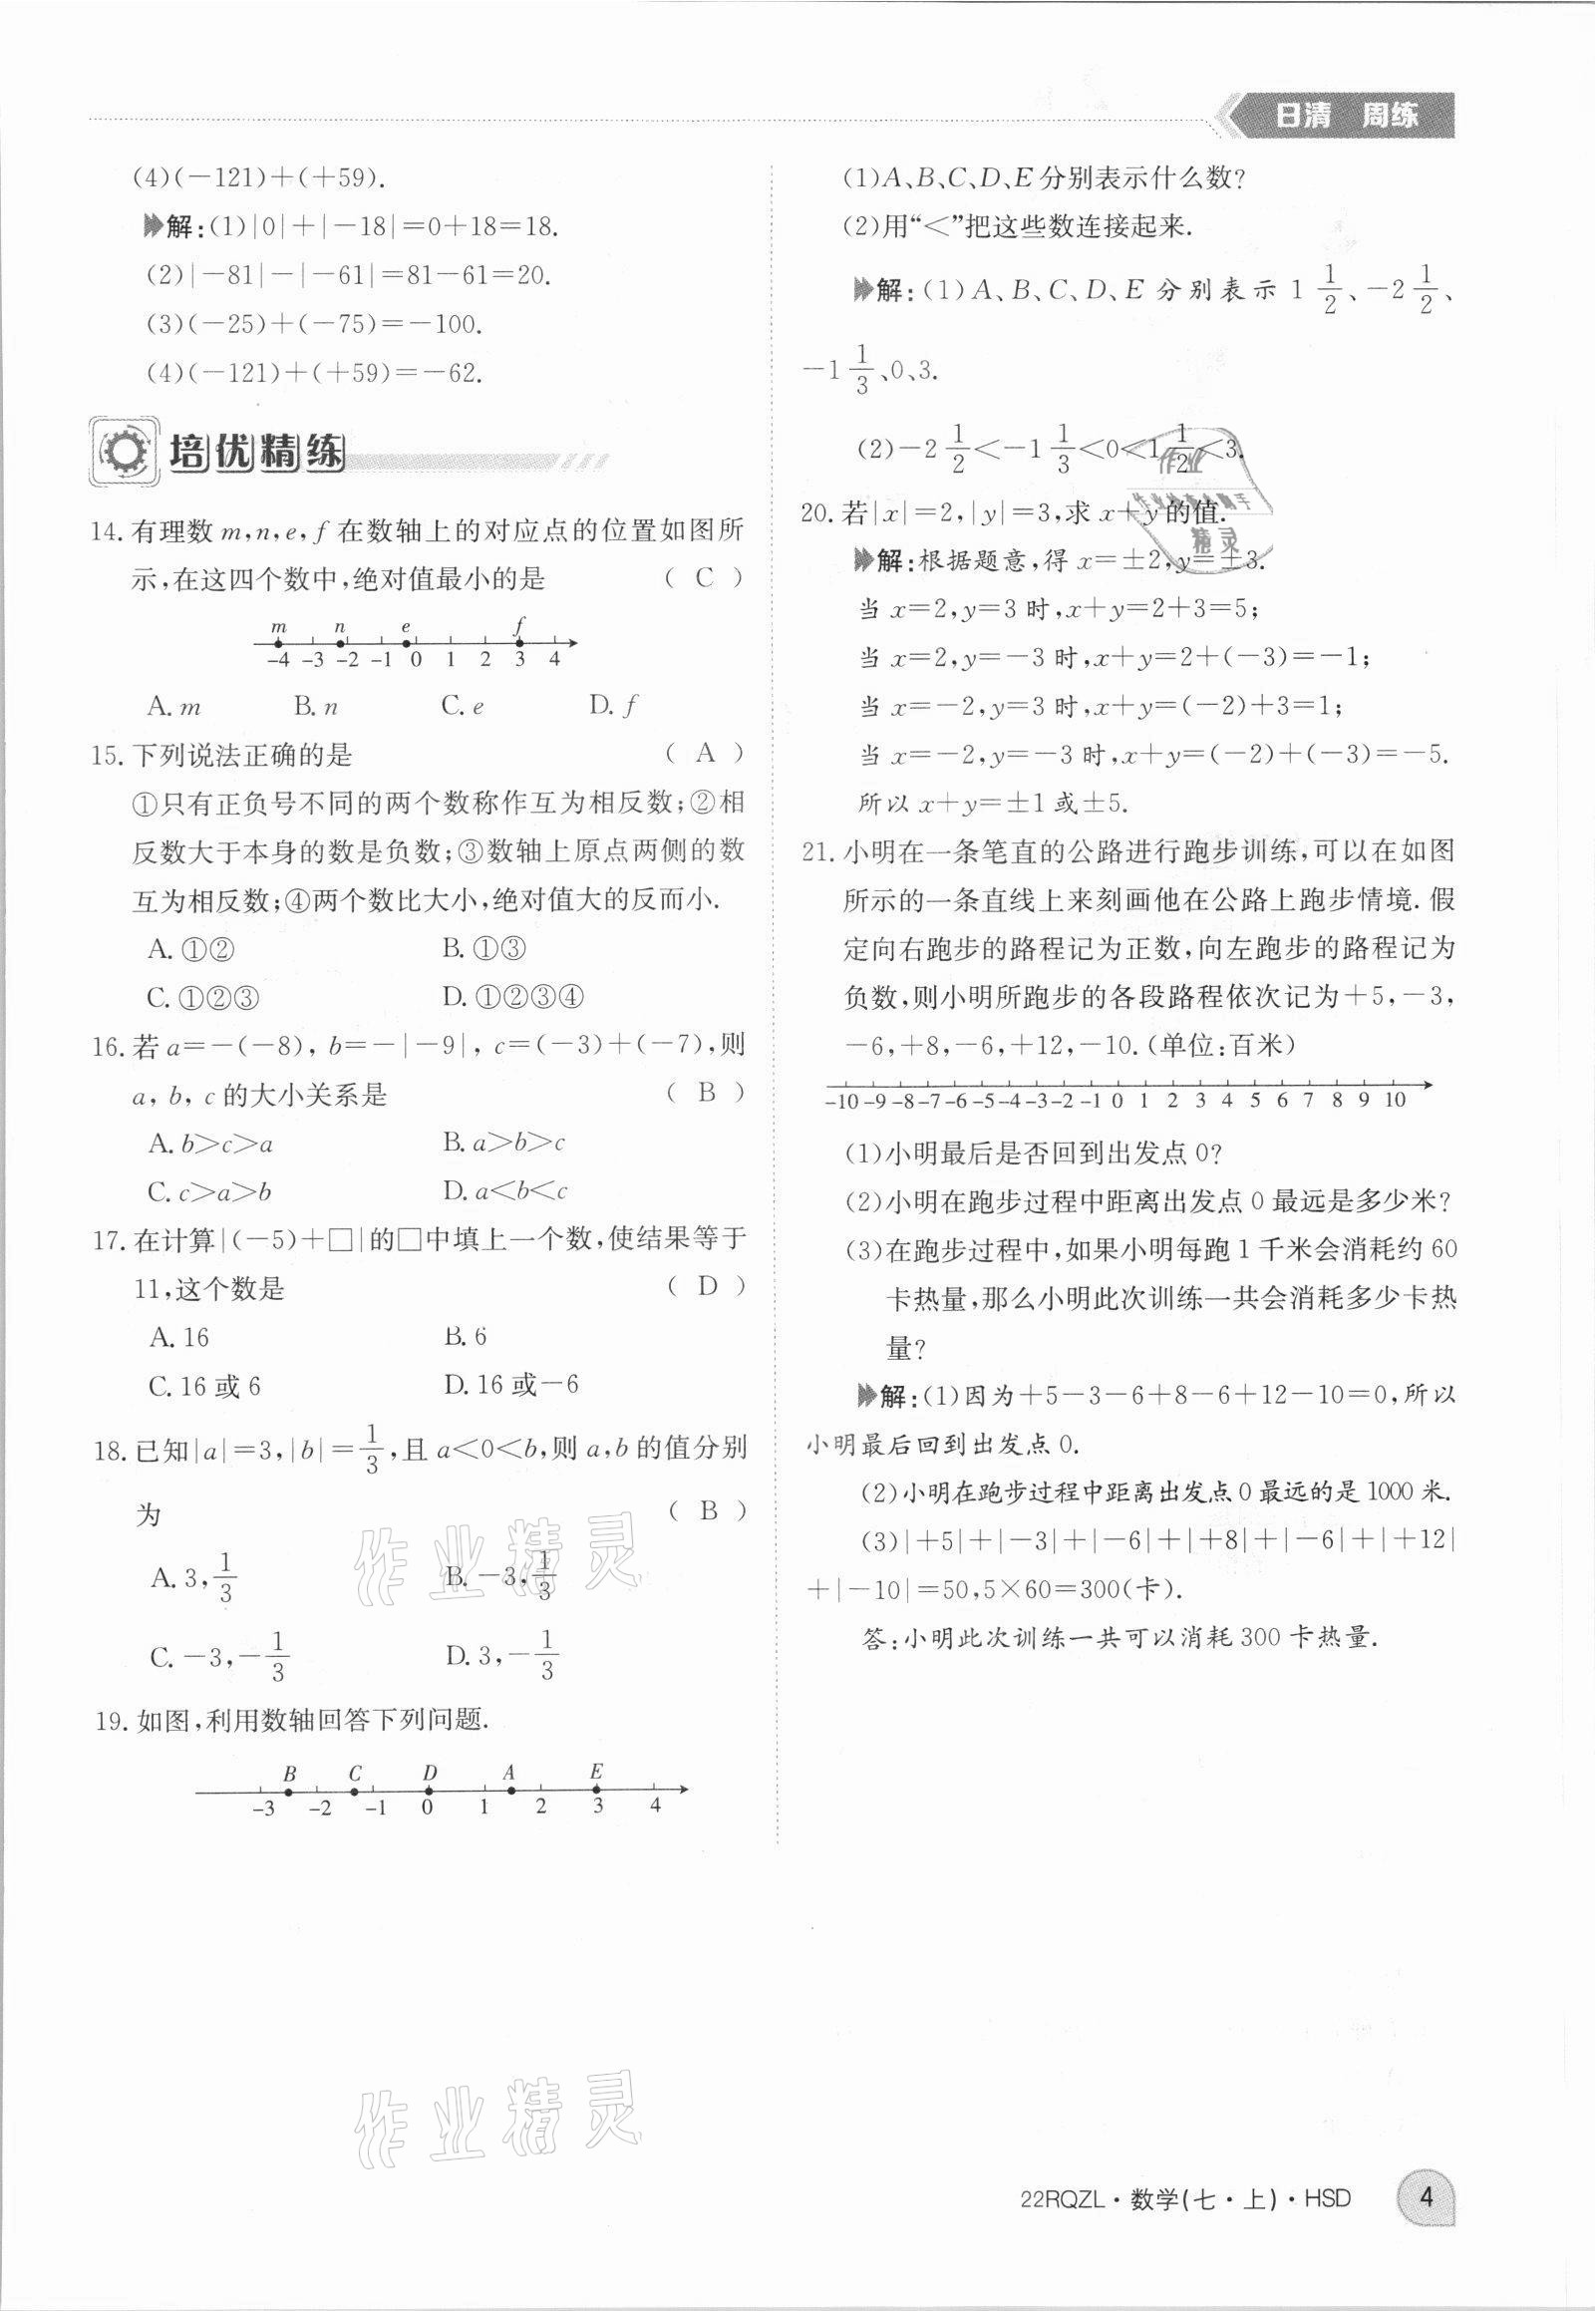 日清 周练
(4)(-121)+(+59).
解:(1)|0|+|-18|=0+18=18.
(2)|-81|-|-61|=81-61=20.
(3)(-25)+(-75)=-100.
(4)(-121)+(+59)=-62.
培优精练
14. 有理数 m,n,e,f 在数轴上的对应点的位置如图所
示,在这四个数中,绝对值最小的是 ( C )
m n e f
-4 -3 -2 -1 0 1 2 3 4
A. m B. n C. e D. f
15. 下列说法正确的是 ( A )
①只有正负号不同的两个数称作互为相反数;②相
反数大于本身的数是负数;③数轴上原点两侧的数
互为相反数;④两个数比大小,绝对值大的反而小.
A. ①② B. ①③
C. ①②③ D. ①②③④
16. 若 a=-(-8), b=-|-9|, c=(-3)+(-7),则
a, b, c 的大小关系是 ( B )
A. b>c>a B. a>b>c
C. c>a>b D. a<b<c
17. 在计算|(-5)+□|的□中填上一个数,使结果等于
11,这个数是 ( D )
A. 16 B. 6
C. 16 或 6 D. 16 或-6
18. 已知|a|=3,|b|=1/3,且 a<0<b,则 a,b 的值分别
为 ( B )
A. 3,1/3 B. -3,1/3
C. -3,-1/3 D. 3,-1/3
19. 如图,利用数轴回答下列问题.
B C D A E
-3 -2 -1 0 1 2 3 4
(1)A、B、C、D、E 分别表示什么数?
(2)用“<”把这些数连接起来.
解:(1)A、B、C、D、E 分别表示 1 1/2、-2 1/2、
-1 1/3、0、3.
(2)-2 1/2<-1 1/3<0<1 1/2<3.
20. 若|x|=2,|y|=3,求 x+y 的值.
解:根据题意,得 x=±2,y=±3.
当 x=2,y=3 时,x+y=2+3=5;
当 x=2,y=-3 时,x+y=2+(-3)=-1;
当 x=-2,y=3 时,x+y=(-2)+3=1;
当 x=-2,y=-3 时,x+y=(-2)+(-3)=-5.
所以 x+y=±1 或±5.
21. 小明在一条笔直的公路进行跑步训练,可以在如图
所示的一条直线上来刻画他在公路上跑步情境. 假
定向右跑步的路程记为正数,向左跑步的路程记为
负数,则小明所跑步的各段路程依次记为+5,-3,
-6,+8,-6,+12,-10.(单位:百米)
-10 -9 -8 -7 -6 -5 -4 -3 -2 -1 0 1 2 3 4 5 6 7 8 9 10
(1)小明最后是否回到出发点 0?
(2)小明在跑步过程中距离出发点 0 最远是多少米?
(3)在跑步过程中,如果小明每跑 1 千米会消耗约 60
卡热量,那么小明此次训练一共会消耗多少卡热
量?
解:(1)因为+5-3-6+8-6+12-10=0,所以
小明最后回到出发点 0.
(2)小明在跑步过程中距离出发点 0 最远的是 1000 米.
(3)|+5|+|-3|+|-6|+|+8|+|-6|+|+12|
+|-10|=50,5×60=300(卡).
答:小明此次训练一共可以消耗 300 卡热量.
作业精灵
作业精灵
22RQZL·数学(七·上)·HSD 4